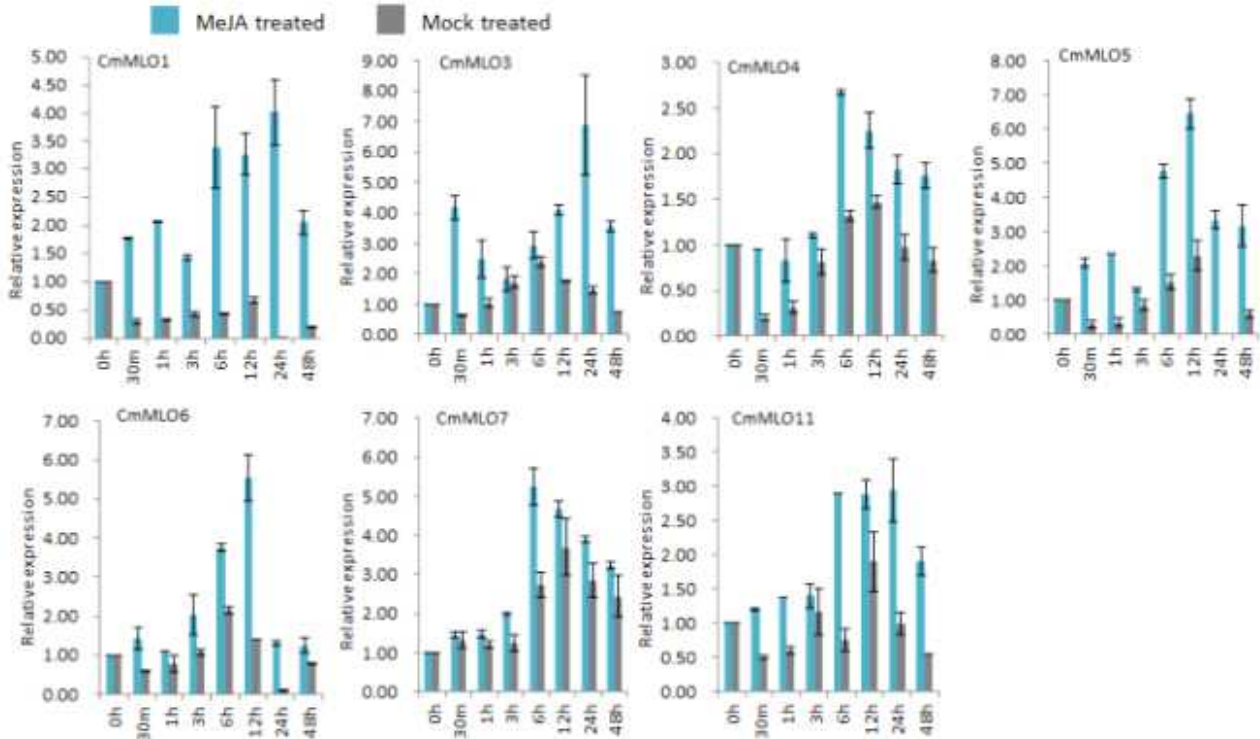 MeJA treated Mock treated
CmMLO1
Relative expression
5.00
4.50
4.00
3.50
3.00
2.50
2.00
1.50
1.00
0.50
0.00
0h 30m 1h 3h 6h 12h 24h 48h
CmMLO3
Relative expression
9.00
8.00
7.00
6.00
5.00
4.00
3.00
2.00
1.00
0.00
0h 30m 1h 3h 6h 12h 24h 48h
CmMLO4
Relative expression
3.00
2.50
2.00
1.50
1.00
0.50
0.00
0h 30m 1h 3h 6h 12h 24h 48h
CmMLO5
Relative expression
8.00
7.00
6.00
5.00
4.00
3.00
2.00
1.00
0.00
0h 30m 1h 3h 6h 12h 24h 48h
CmMLO6
Relative expression
7.00
6.00
5.00
4.00
3.00
2.00
1.00
0.00
0h 30m 1h 3h 6h 12h 24h 48h
CmMLO7
Relative expression
7.00
6.00
5.00
4.00
3.00
2.00
1.00
0.00
0h 30m 1h 3h 6h 12h 24h 48h
CmMLO11
Relative expression
4.00
3.50
3.00
2.50
2.00
1.50
1.00
0.50
0.00
0h 30m 1h 3h 6h 12h 24h 48h